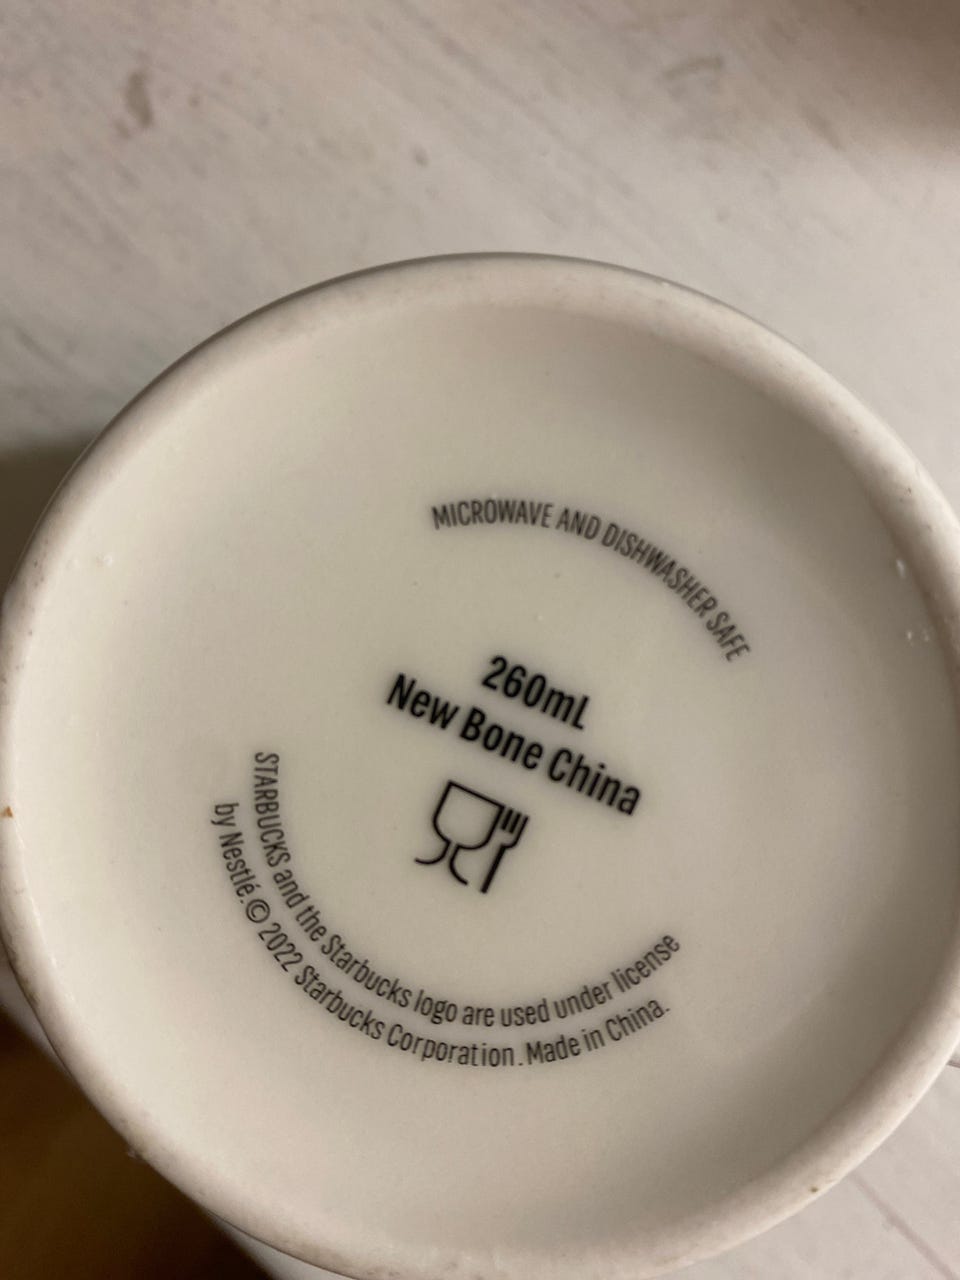 MICROWAVE AND DISHWASHER SAFE
260mL
New Bone China
STARBUCKS and the Starbucks logo are used under license
by Nestlé.© 2022 Starbucks Corporation. Made in China.